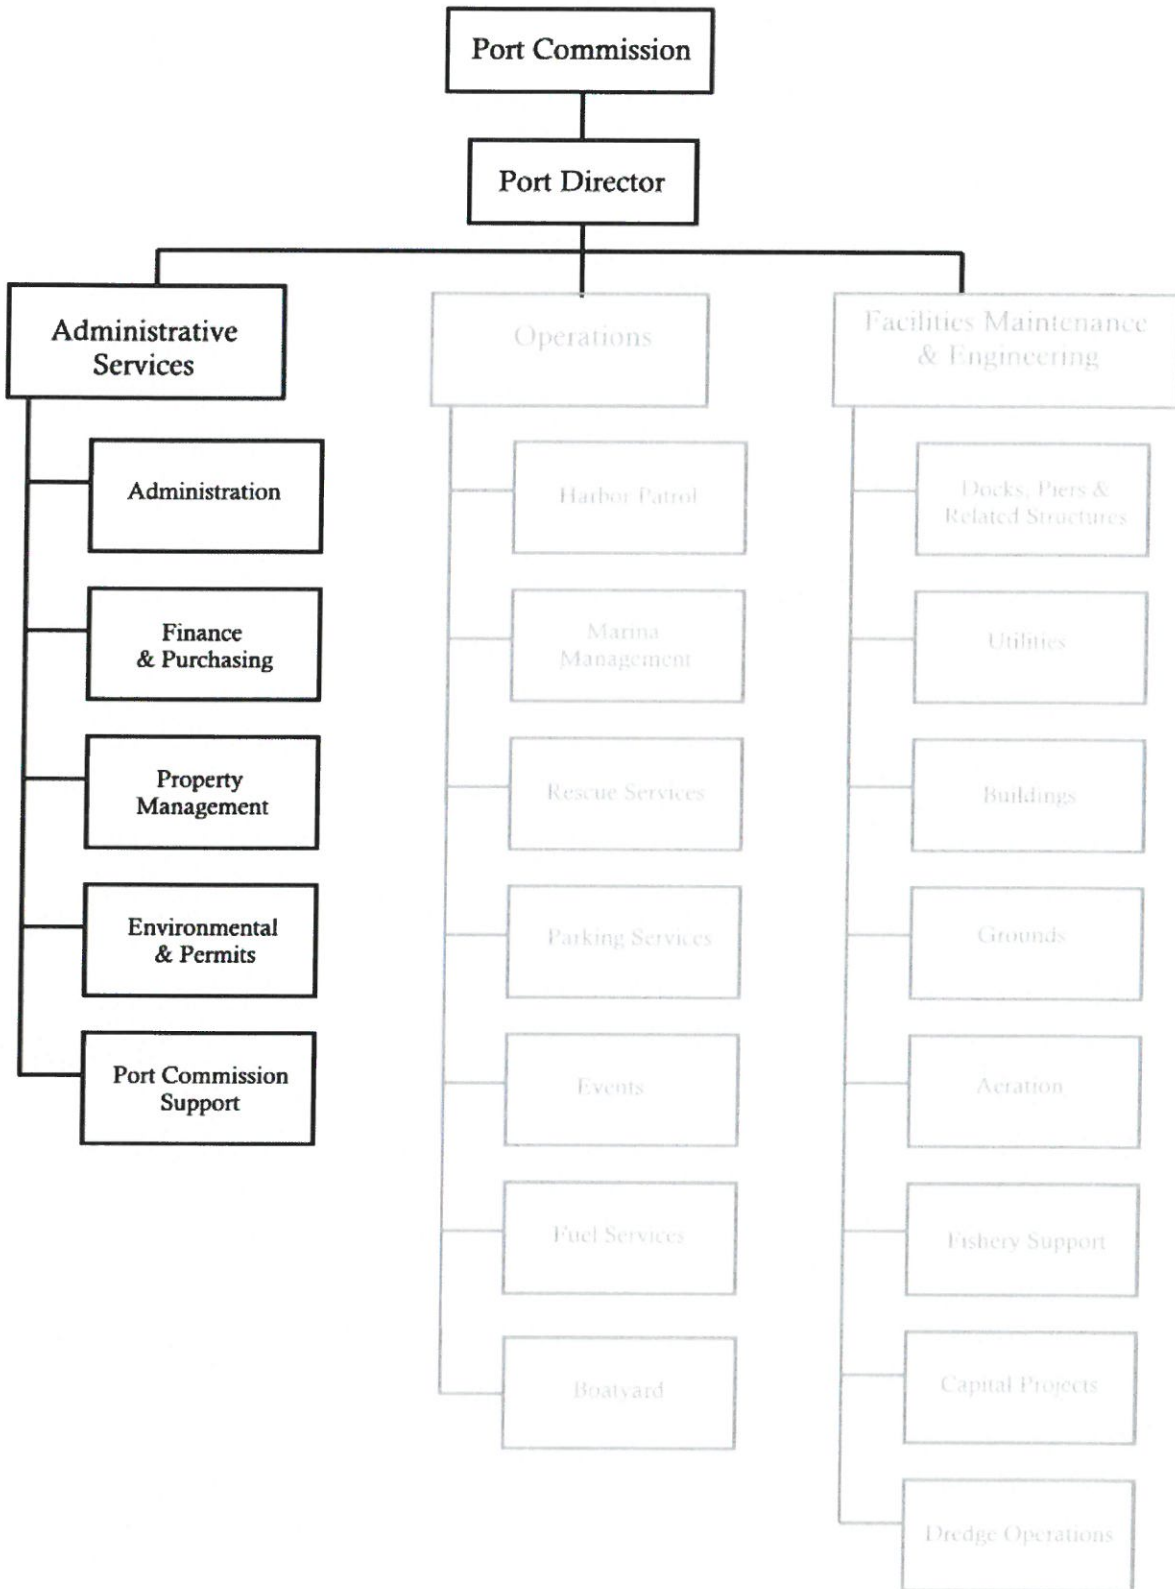 Port Commission
Port Director
Administrative
Services
Administration
Finance
& Purchasing
Property
Management
Environmental
& Permits
Port Commission
Support
Operations
Harbor Patrol
Marina
Management
Rescue Services
Parking Services
Events
Fuel Services
Boatyard
Facilities Maintenance
& Engineering
Docks, Piers &
Related Structures
Utilities
Buildings
Grounds
Aeration
Fishery Support
Capital Projects
Dredge Operations